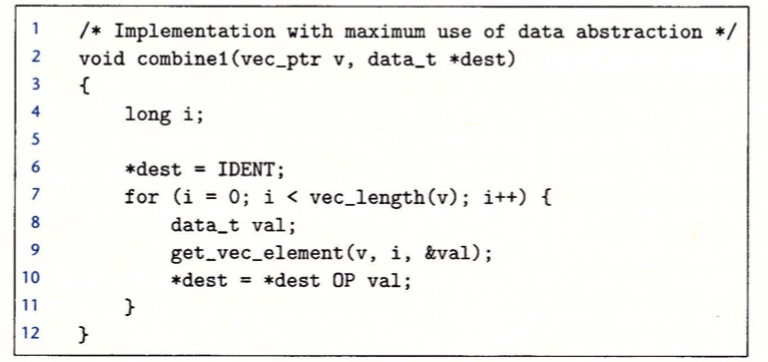 1 /* Implementation with maximum use of data abstraction */
2 void combine1(vec_ptr v, data_t *dest)
3 {
4 long i;
5
6 *dest = IDENT;
7 for (i = 0; i < vec_length(v); i++) {
8 data_t val;
9 get_vec_element(v, i, &val);
10 *dest = *dest OP val;
11 }
12 }